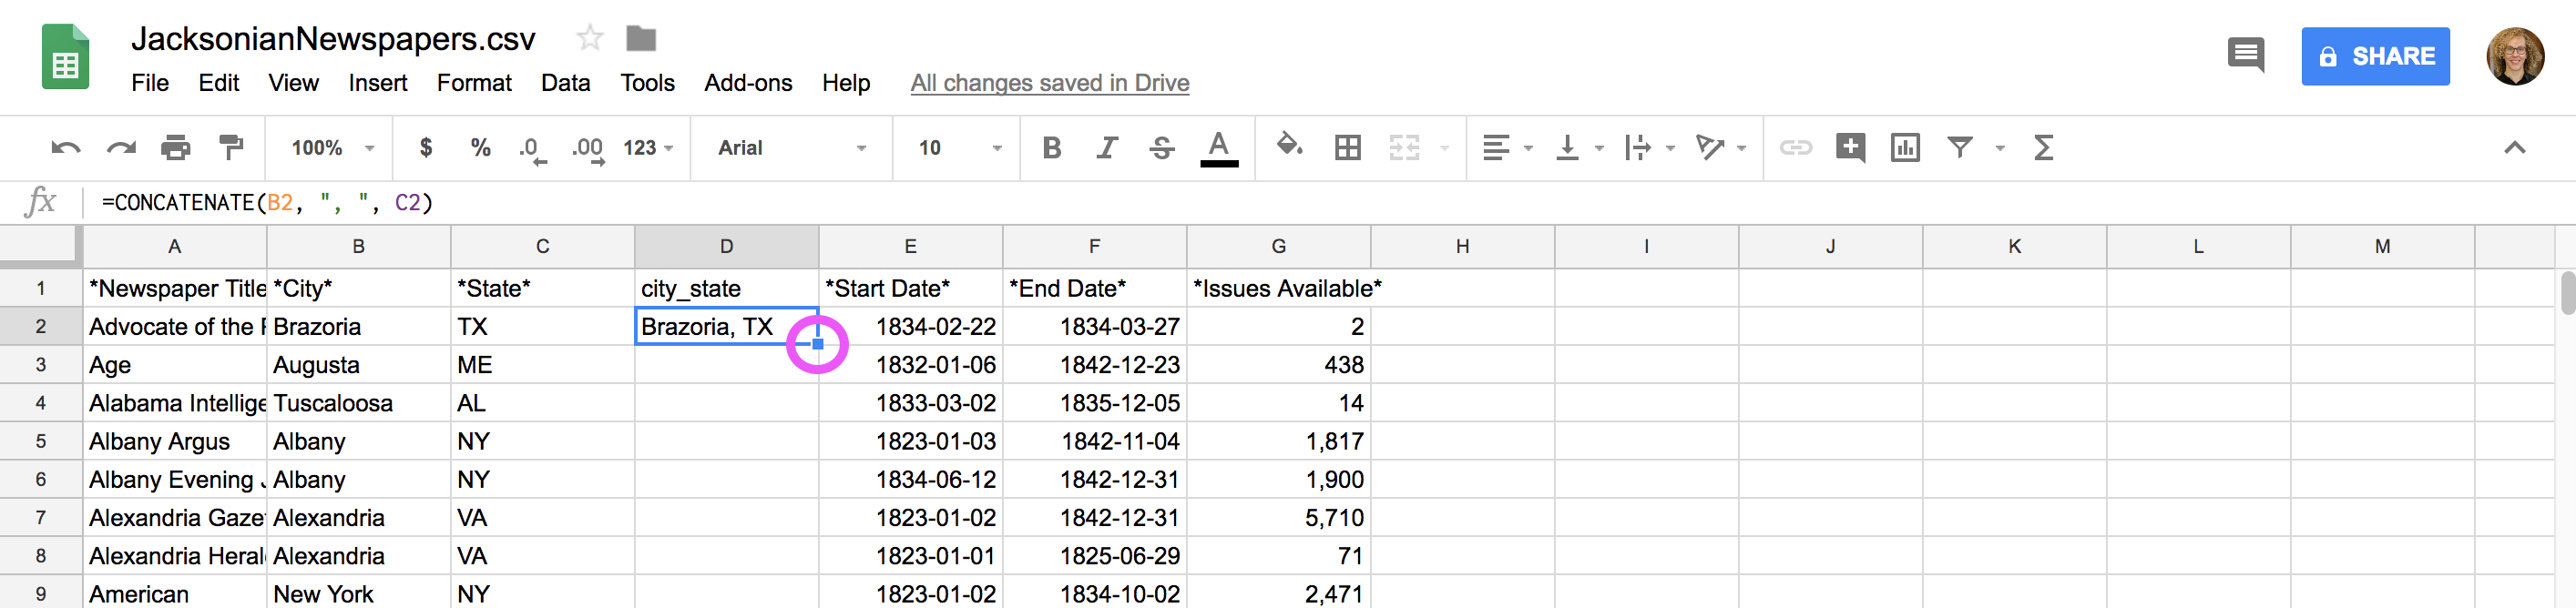 JacksonianNewspapers.csv
File Edit View Insert Format Data Tools Add-ons Help All changes saved in Drive
SHARE
100% $ % .0 .00 123 Arial 10 B I S A Σ
fx =CONCATENATE(B2, ", ", C2)
A B C D E F G H I J K L M
1 *Newspaper Title *City* *State* city_state *Start Date* *End Date* *Issues Available*
2 Advocate of the Brazoria TX Brazoria, TX 1834-02-22 1834-03-27 2
3 Age Augusta ME 1832-01-06 1842-12-23 438
4 Alabama Intellige Tuscaloosa AL 1833-03-02 1835-12-05 14
5 Albany Argus Albany NY 1823-01-03 1842-11-04 1,817
6 Albany Evening Albany NY 1834-06-12 1842-12-31 1,900
7 Alexandria Gaze Alexandria VA 1823-01-02 1842-12-31 5,710
8 Alexandria Heral Alexandria VA 1823-01-01 1825-06-29 71
9 American New York NY 1823-01-02 1834-10-02 2,471